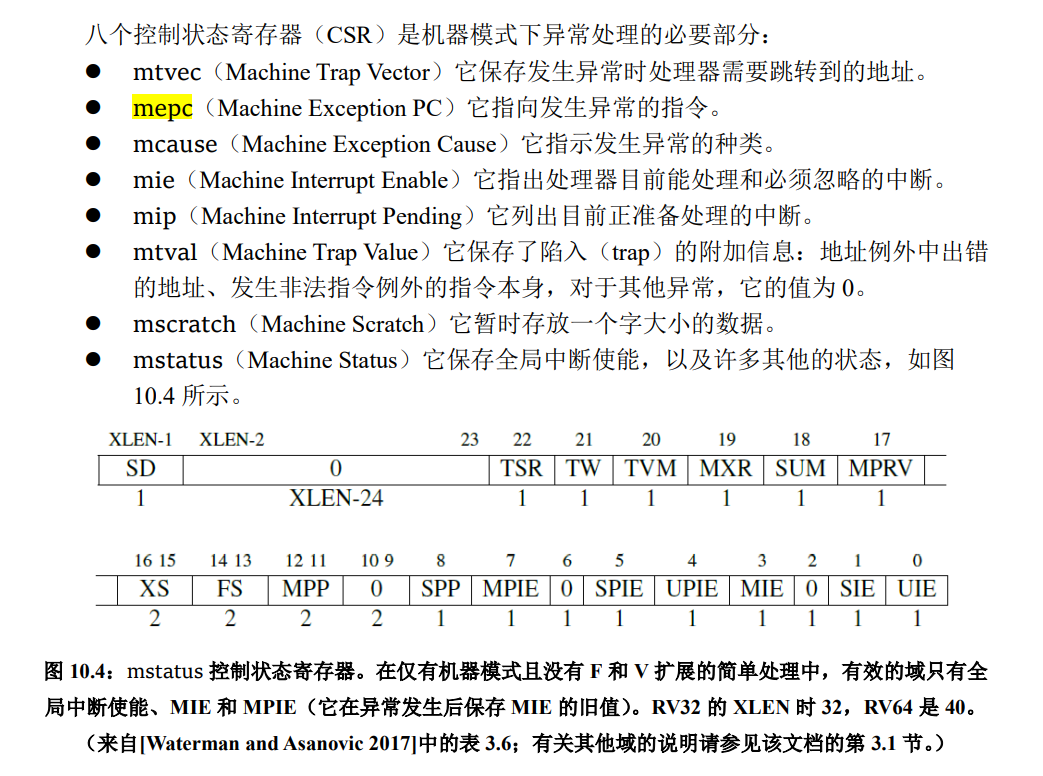 八个控制状态寄存器（CSR）是机器模式下异常处理的必要部分：
● mtvec（Machine Trap Vector）它保存发生异常时处理器需要跳转到的地址。
● mepc（Machine Exception PC）它指向发生异常的指令。
● mcause（Machine Exception Cause）它指示发生异常的种类。
● mie（Machine Interrupt Enable）它指出处理器目前能处理和必须忽略的中断。
● mip（Machine Interrupt Pending）它列出目前正准备处理的中断。
● mtval（Machine Trap Value）它保存了陷入（trap）的附加信息：地址例外中出错
的地址、发生非法指令例外的指令本身，对于其他异常，它的值为 0。
● mscratch（Machine Scratch）它暂时存放一个字大小的数据。
● mstatus（Machine Status）它保存全局中断使能，以及许多其他的状态，如图
10.4 所示。
XLEN-1 XLEN-2 23 22 21 20 19 18 17
SD 0 TSR TW TVM MXR SUM MPRV
1 XLEN-24 1 1 1 1 1 1
16 15 14 13 12 11 10 9 8 7 6 5 4 3 2 1 0
XS FS MPP 0 SPP MPIE 0 SPIE UPIE MIE 0 SIE UIE
2 2 2 2 1 1 1 1 1 1 1 1 1
图 10.4：mstatus 控制状态寄存器。在仅有机器模式且没有 F 和 V 扩展的简单处理中，有效的域只有全
局中断使能、MIE 和 MPIE（它在异常发生后保存 MIE 的旧值）。RV32 的 XLEN 时 32，RV64 是 40。
（来自[Waterman and Asanovic 2017]中的表 3.6；有关其他域的说明请参见该文档的第 3.1 节。）